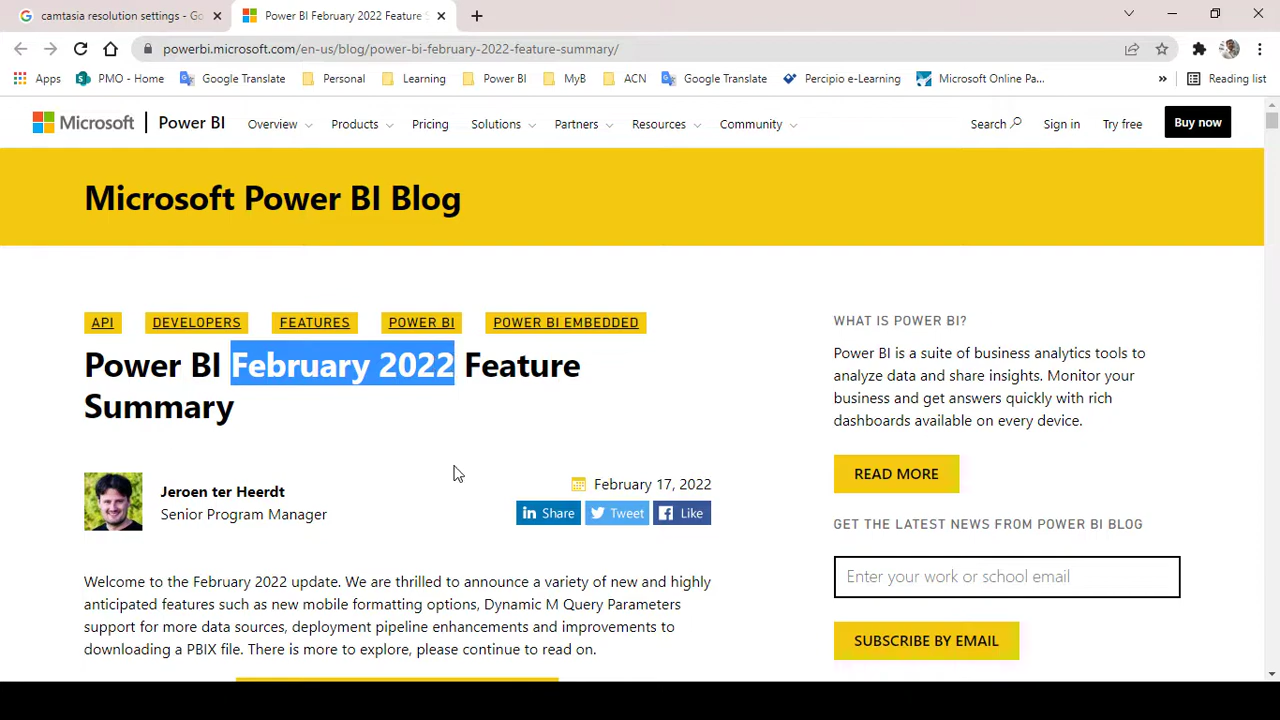 camtasia resolution settings - Go
Power BI February 2022 Feature S
powerbi.microsoft.com/en-us/blog/power-bi-february-2022-feature-summary/
Apps
PMO - Home
Google Translate
Personal
Learning
Power BI
MyB
ACN
Google Translate
Percipio e-Learning
Microsoft Online Pa...
»
Reading list
Microsoft
Power BI
Overview
Products
Pricing
Solutions
Partners
Resources
Community
Search
Sign in
Try free
Buy now
Microsoft Power BI Blog
API
DEVELOPERS
FEATURES
POWER BI
POWER BI EMBEDDED
Power BI February 2022 Feature
Summary
Jeroen ter Heerdt
Senior Program Manager
February 17, 2022
in Share
Tweet
Like
Welcome to the February 2022 update. We are thrilled to announce a variety of new and highly
anticipated features such as new mobile formatting options, Dynamic M Query Parameters
support for more data sources, deployment pipeline enhancements and improvements to
downloading a PBIX file. There is more to explore, please continue to read on.
WHAT IS POWER BI?
Power BI is a suite of business analytics tools to
analyze data and share insights. Monitor your
business and get answers quickly with rich
dashboards available on every device.
READ MORE
GET THE LATEST NEWS FROM POWER BI BLOG
Enter your work or school email
SUBSCRIBE BY EMAIL